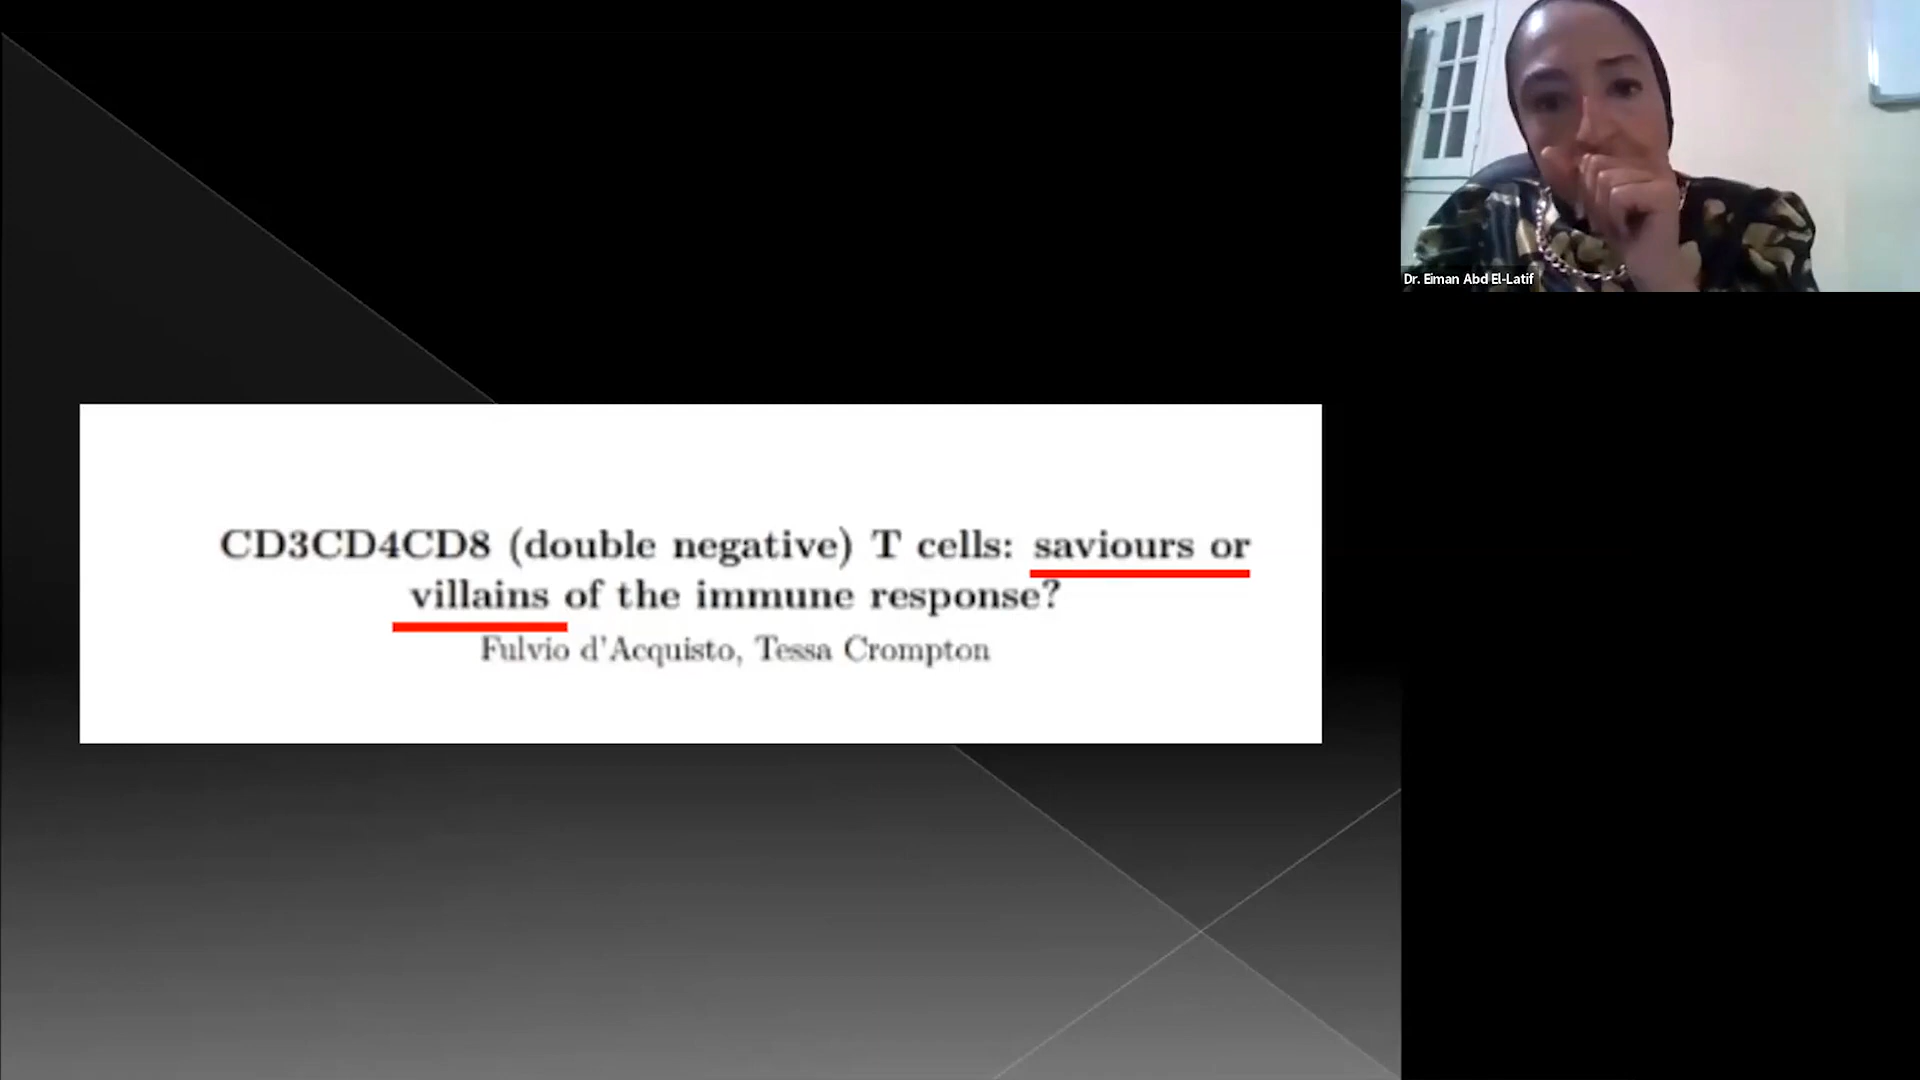 Dr. Eiman Abd El-Latif
CD3CD4CD8 (double negative) T cells: saviours or
villains of the immune response?
Fulvio d'Acquisto, Tessa Crompton